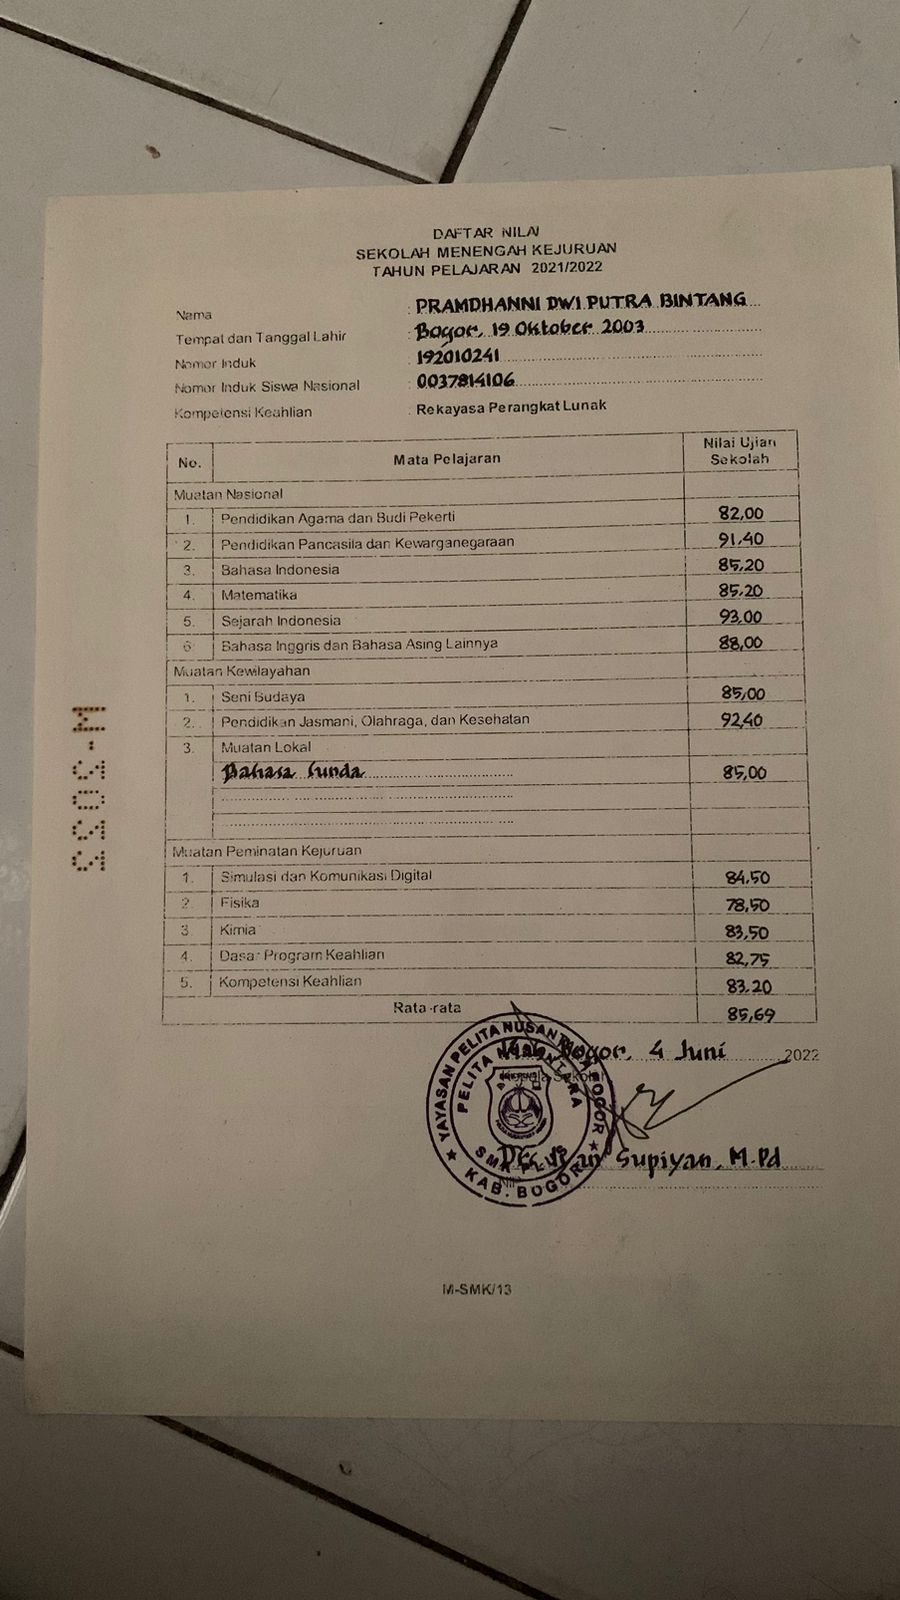 DAFTAR NILAI
SEKOLAH MENENGAH KEJURUAN
TAHUN PELAJARAN 2021/2022
Nama : PRAMDHANNI DWI PUTRA BINTANG
Tempat dan Tanggal Lahir : Bogor, 19 Oktober 2003
Nomor Induk : 192010241
Nomor Induk Siswa Nasional : 0037814106
Kompetensi Keahlian : Rekayasa Perangkat Lunak
No. Mata Pelajaran Nilai Ujian Sekolah
Muatan Nasional
1. Pendidikan Agama dan Budi Pekerti 82,00
2. Pendidikan Pancasila dan Kewarganegaraan 91,40
3. Bahasa Indonesia 85,20
4. Matematika 85,20
5. Sejarah Indonesia 93,00
6 Bahasa Inggris dan Bahasa Asing Lainnya 88,00
Muatan Kewilayahan
1. Seni Budaya 85,00
2. Pendidikan Jasmani, Olahraga, dan Kesehatan 92,40
3. Muatan Lokal
Bahasa Sunda 85,00
Muatan Peminatan Kejuruan
1. Simulasi dan Komunikasi Digital 84,50
2. Fisika 78,50
3. Kimia 83,50
4. Dasar Program Keahlian 82,75
5. Kompetensi Keahlian 83,20
Rata-rata 85,69
Bogor, 4 Juni 2022
Kepala Sekolah
Supiyan, M.Pd
NIP
YAYASAN PELITA NUSANTARA BOGOR
PELITA NUSANTARA
SMK PLUS
KAB. BOGOR
M-SMK/13